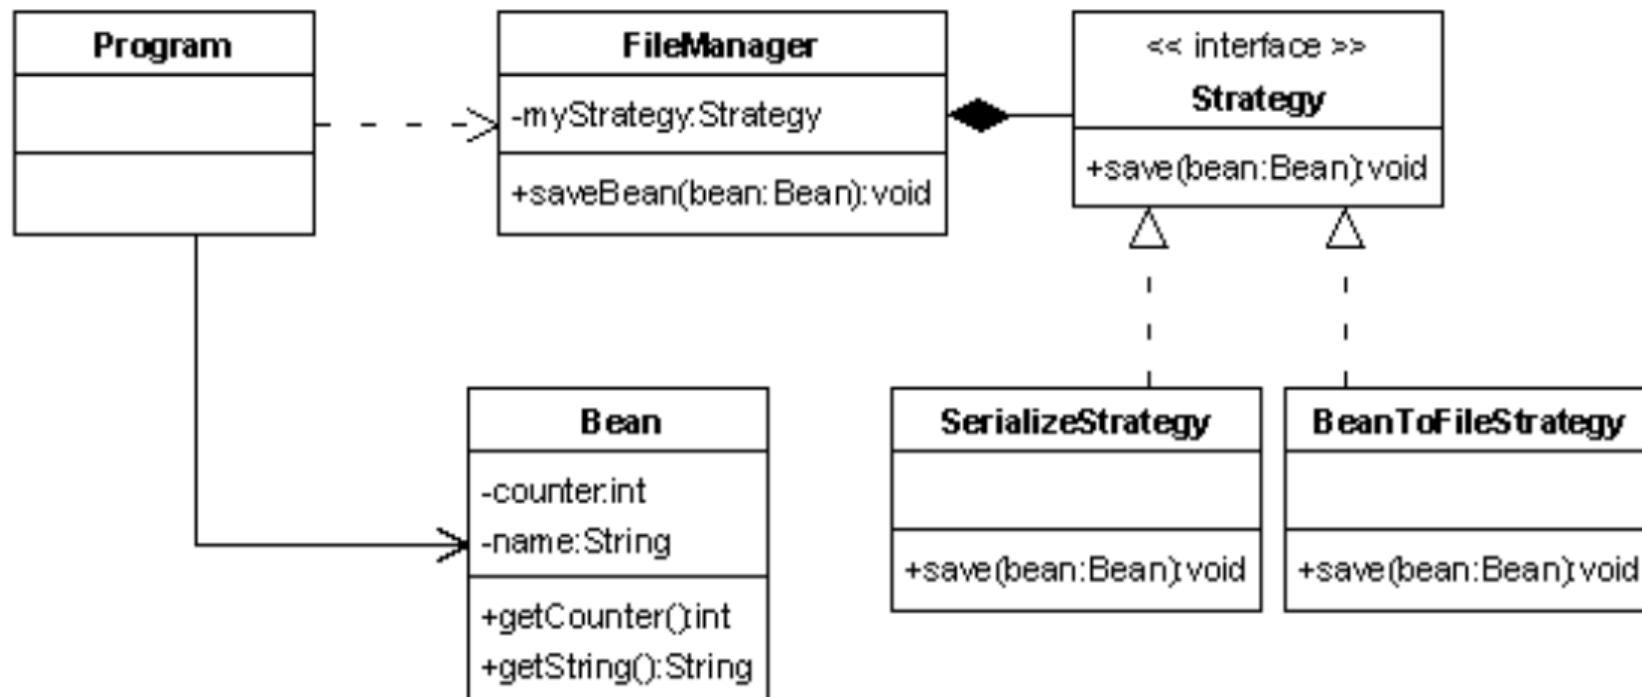 Program
FileManager
-myStrategy:Strategy
+saveBean(bean:Bean):void
<< interface >>
Strategy
+save(bean:Bean):void
Bean
-counter:int
-name:String
+getCounter():int
+getString():String
SerializeStrategy
+save(bean:Bean):void
BeanToFileStrategy
+save(bean:Bean):void